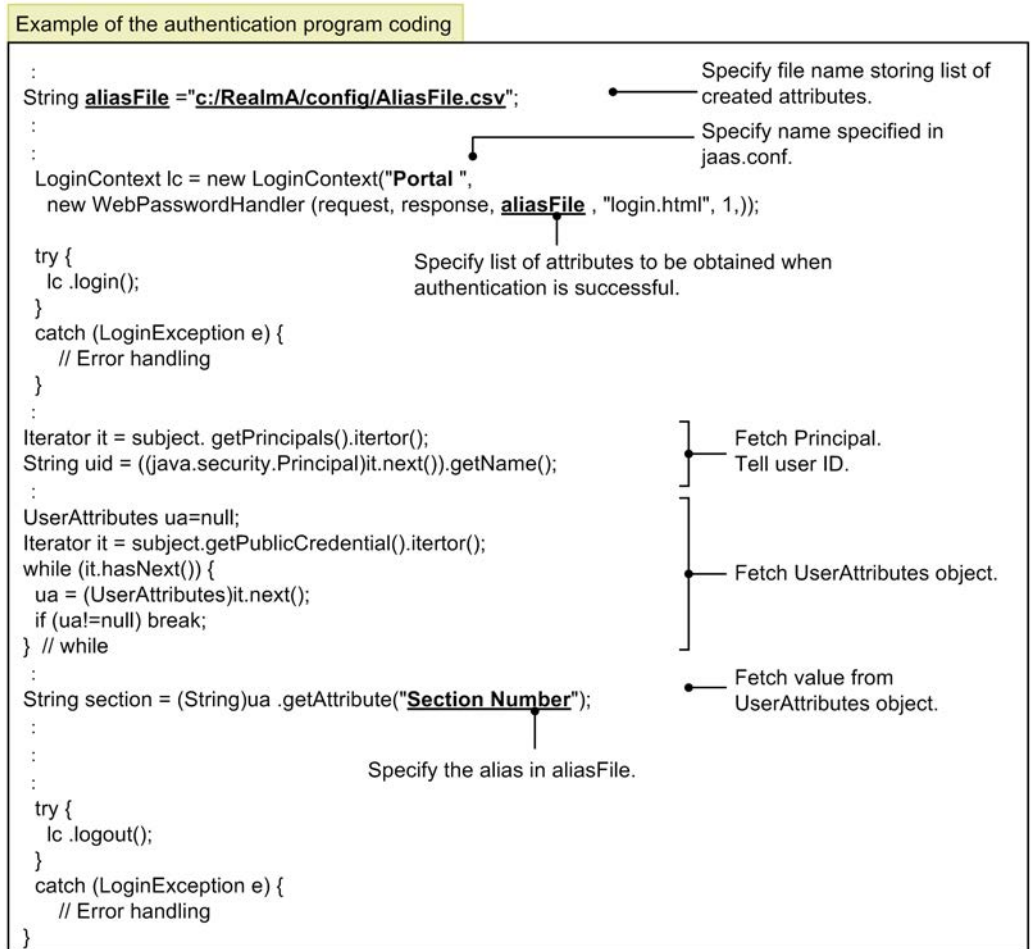 Example of the authentication program coding
:
String aliasFile ="c:/RealmA/config/AliasFile.csv";
Specify file name storing list of
created attributes.
:
:
Specify name specified in
jaas.conf.
LoginContext lc = new LoginContext("Portal ",
new WebPasswordHandler (request, response, aliasFile , "login.html", 1,));
Specify list of attributes to be obtained when
authentication is successful.
try {
lc .login();
}
catch (LoginException e) {
// Error handling
}
:
Iterator it = subject. getPrincipals().itertor();
String uid = ((java.security.Principal)it.next()).getName();
Fetch Principal.
Tell user ID.
:
UserAttributes ua=null;
Iterator it = subject.getPublicCredential().itertor();
while (it.hasNext()) {
ua = (UserAttributes)it.next();
if (ua!=null) break;
} // while
Fetch UserAttributes object.
:
String section = (String)ua .getAttribute("Section Number");
Fetch value from
UserAttributes object.
:
:
Specify the alias in aliasFile.
:
try {
lc .logout();
}
catch (LoginException e) {
// Error handling
}